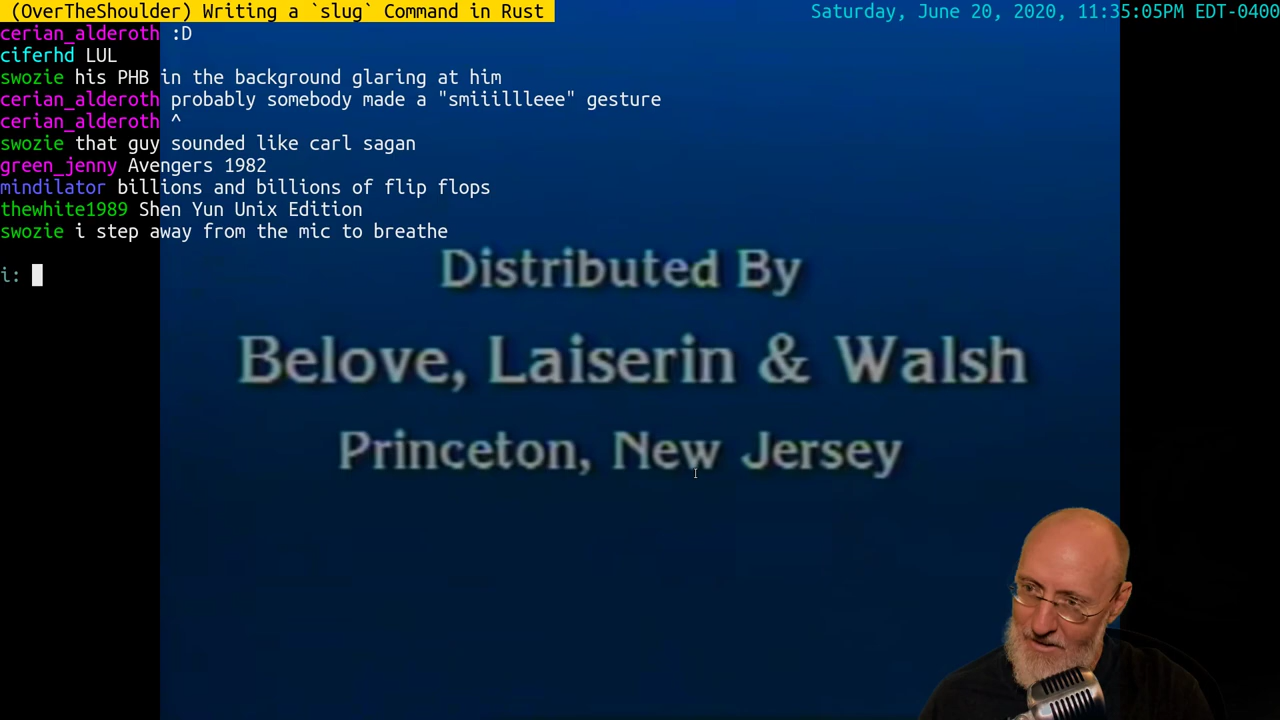 (OverTheShoulder) Writing a `slug` Command in Rust
Saturday, June 20, 2020, 11:35:05PM EDT-0400
cerian_alderoth :D
ciferhd LUL
swozie his PHB in the background glaring at him
cerian_alderoth probably somebody made a "smiiillleee" gesture
cerian_alderoth ^
swozie that guy sounded like carl sagan
green_jenny Avengers 1982
mindilator billions and billions of flip flops
thewhite1989 Shen Yun Unix Edition
swozie i step away from the mic to breathe
i:
Distributed By
Belove, Laiserin & Walsh
Princeton, New Jersey